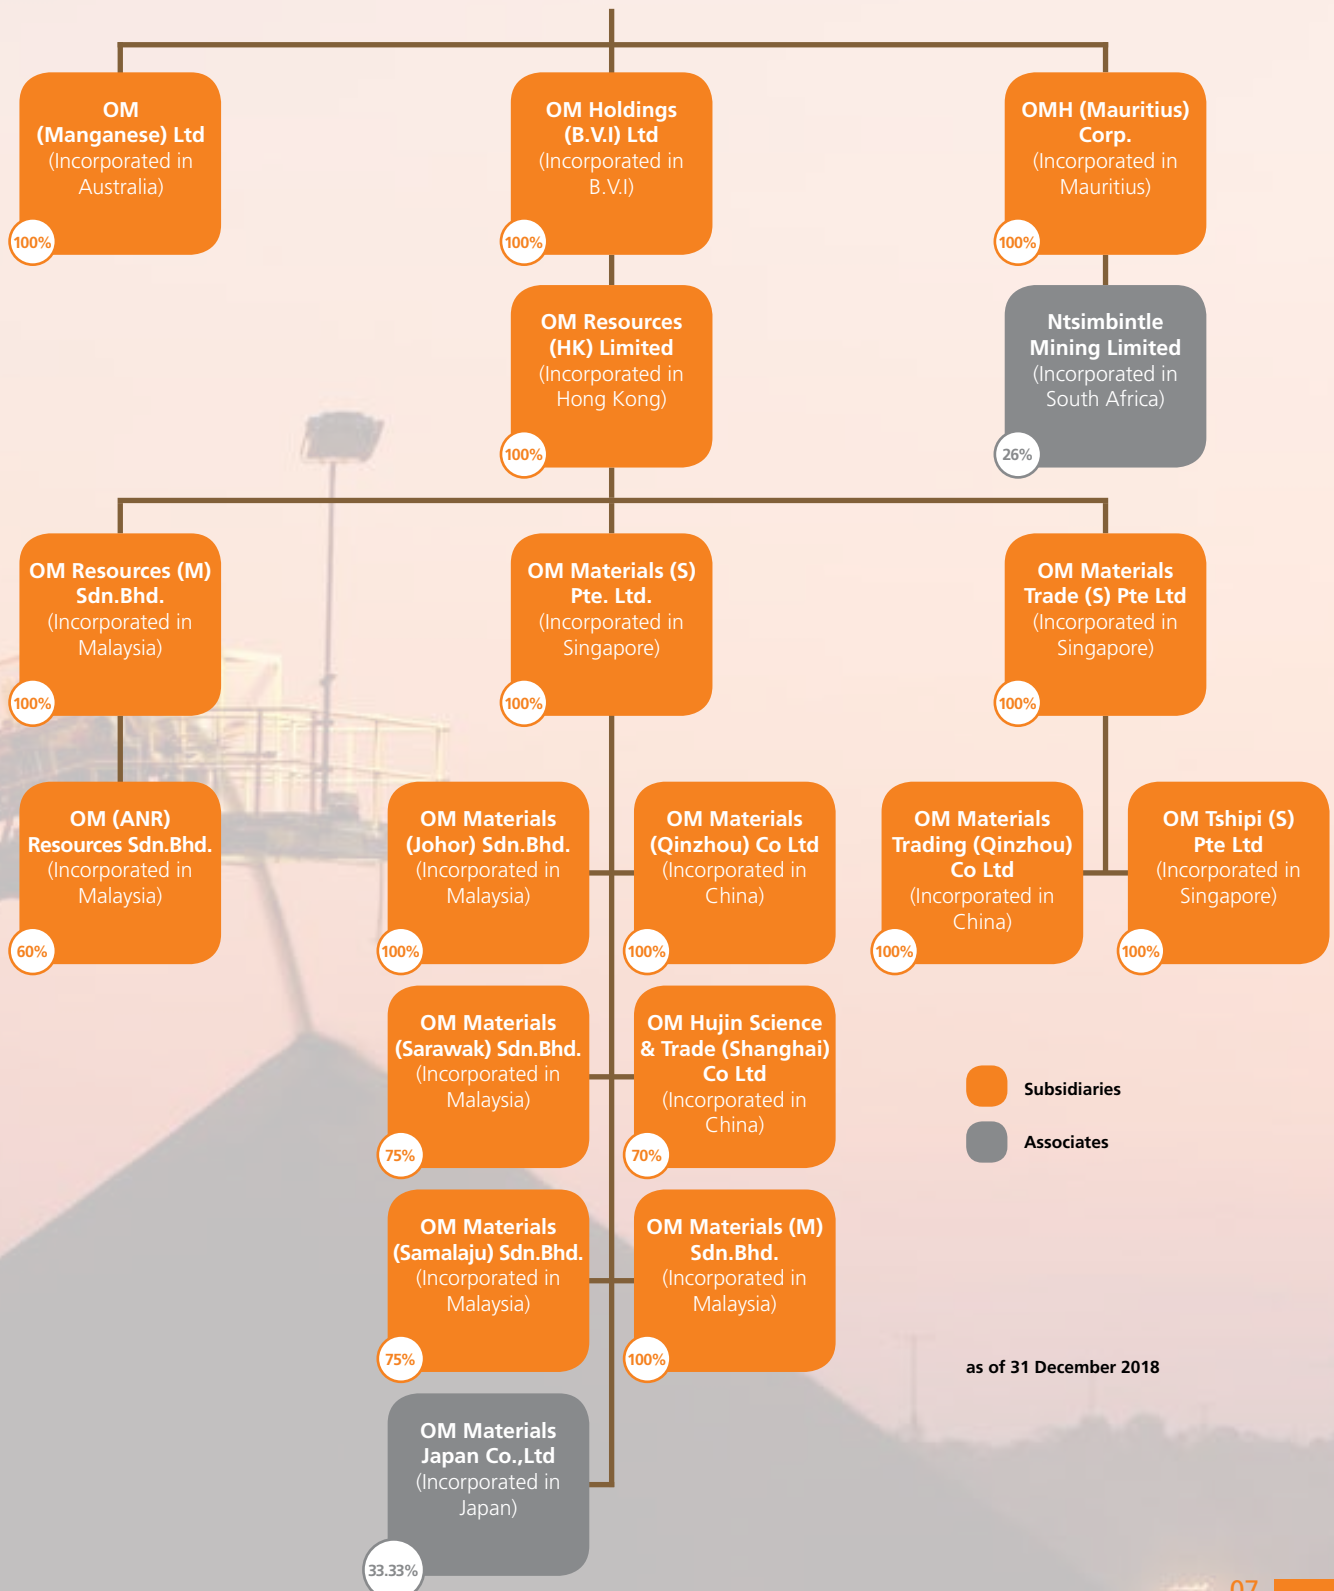 OM
(Manganese) Ltd
(Incorporated in
Australia)
100%
OM Holdings
(B.V.I) Ltd
(Incorporated in
B.V.I)
100%
OMH (Mauritius)
Corp.
(Incorporated in
Mauritius)
100%
OM Resources
(HK) Limited
(Incorporated in
Hong Kong)
100%
Ntsimbintle
Mining Limited
(Incorporated in
South Africa)
26%
OM Resources (M)
Sdn.Bhd.
(Incorporated in
Malaysia)
100%
OM Materials (S)
Pte. Ltd.
(Incorporated in
Singapore)
100%
OM Materials
Trade (S) Pte Ltd
(Incorporated in
Singapore)
100%
OM (ANR)
Resources Sdn.Bhd.
(Incorporated in
Malaysia)
60%
OM Materials
(Johor) Sdn.Bhd.
(Incorporated in
Malaysia)
100%
OM Materials
(Qinzhou) Co Ltd
(Incorporated in
China)
100%
OM Materials
Trading (Qinzhou)
Co Ltd
(Incorporated in
China)
100%
OM Tshipi (S)
Pte Ltd
(Incorporated in
Singapore)
100%
OM Materials
(Sarawak) Sdn.Bhd.
(Incorporated in
Malaysia)
75%
OM Hujin Science
& Trade (Shanghai)
Co Ltd
(Incorporated in
China)
70%
Subsidiaries
Associates
OM Materials
(Samalaju) Sdn.Bhd.
(Incorporated in
Malaysia)
75%
OM Materials (M)
Sdn.Bhd.
(Incorporated in
Malaysia)
100%
as of 31 December 2018
OM Materials
Japan Co.,Ltd
(Incorporated in
Japan)
33.33%
07